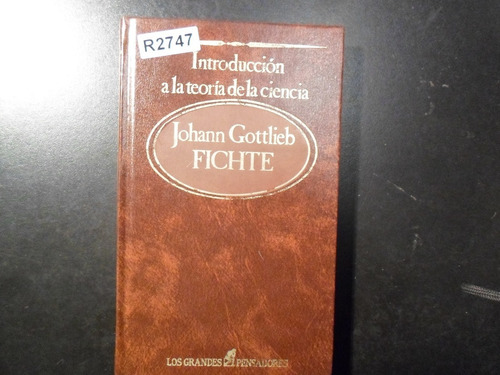 R2747
Introducción
a la teoría de la ciencia
Johann Gottlieb
FICHTE
LOS GRANDES PENSADORES